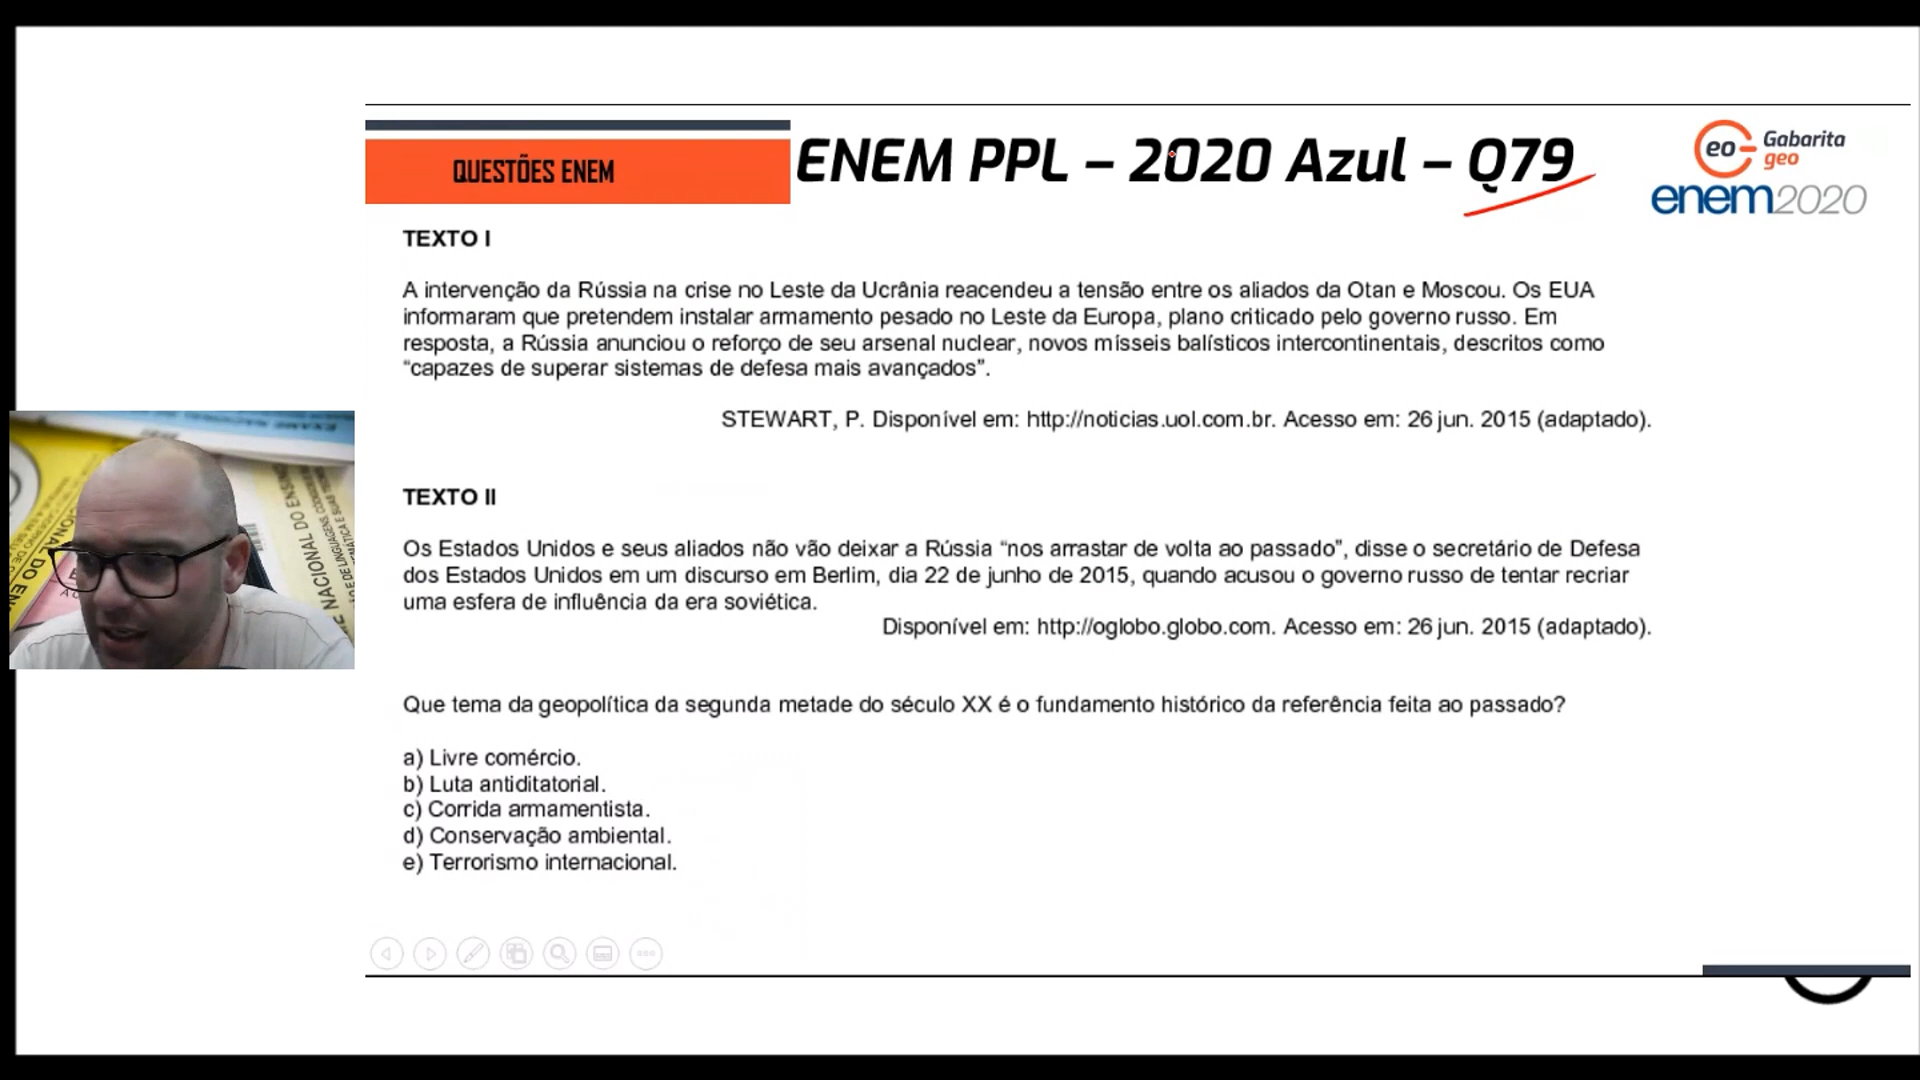 QUESTÕES ENEM
ENEM PPL – 2020 Azul – Q79
eo Gabarita
geo
enem2020
TEXTO I
A intervenção da Rússia na crise no Leste da Ucrânia reacendeu a tensão entre os aliados da Otan e Moscou. Os EUA
informaram que pretendem instalar armamento pesado no Leste da Europa, plano criticado pelo governo russo. Em
resposta, a Rússia anunciou o reforço de seu arsenal nuclear, novos mísseis balísticos intercontinentais, descritos como
“capazes de superar sistemas de defesa mais avançados”.
STEWART, P. Disponível em: http://noticias.uol.com.br. Acesso em: 26 jun. 2015 (adaptado).
TEXTO II
Os Estados Unidos e seus aliados não vão deixar a Rússia “nos arrastar de volta ao passado”, disse o secretário de Defesa
dos Estados Unidos em um discurso em Berlim, dia 22 de junho de 2015, quando acusou o governo russo de tentar recriar
uma esfera de influência da era soviética.
Disponível em: http://oglobo.globo.com. Acesso em: 26 jun. 2015 (adaptado).
Que tema da geopolítica da segunda metade do século XX é o fundamento histórico da referência feita ao passado?
a) Livre comércio.
b) Luta antiditatorial.
c) Corrida armamentista.
d) Conservação ambiental.
e) Terrorismo internacional.
NACIONAL DO ENSIN